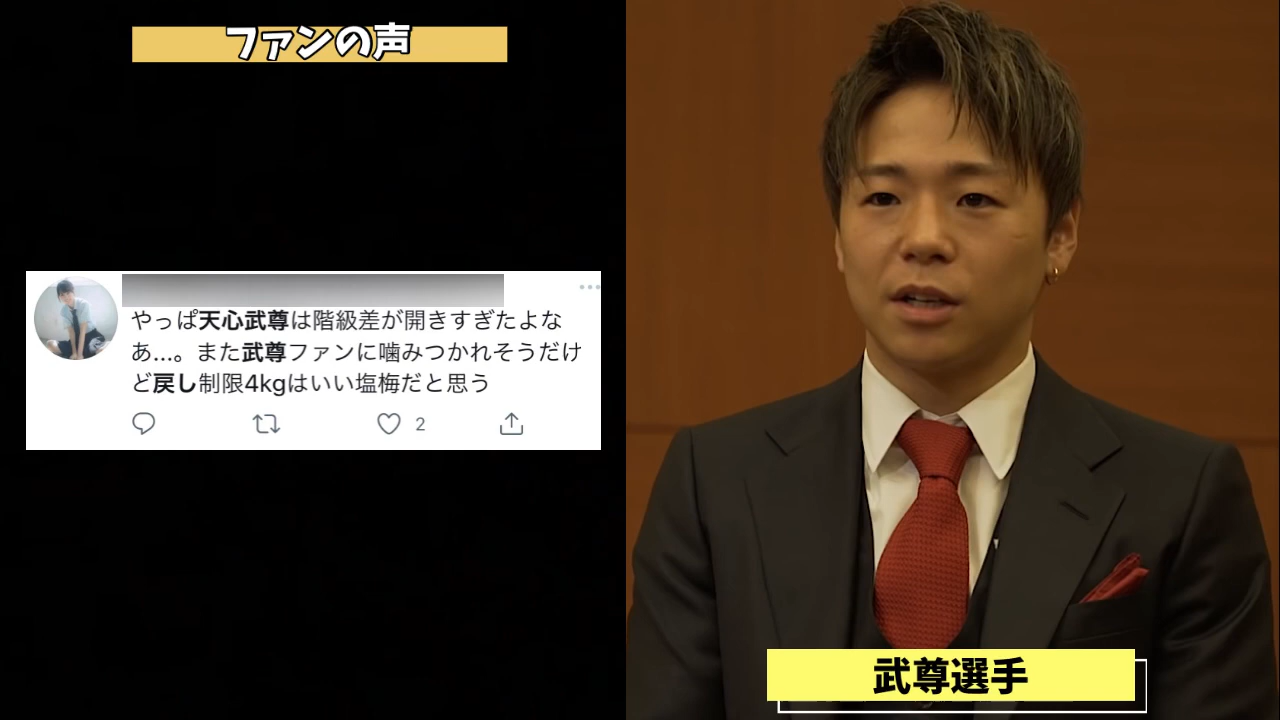 ファンの声
やっぱ天心武尊は階級差が開きすぎたよな
あ...。また武尊ファンに噛みつかれそうだけ
ど戻し制限4kgはいい塩梅だと思う
2
武尊選手